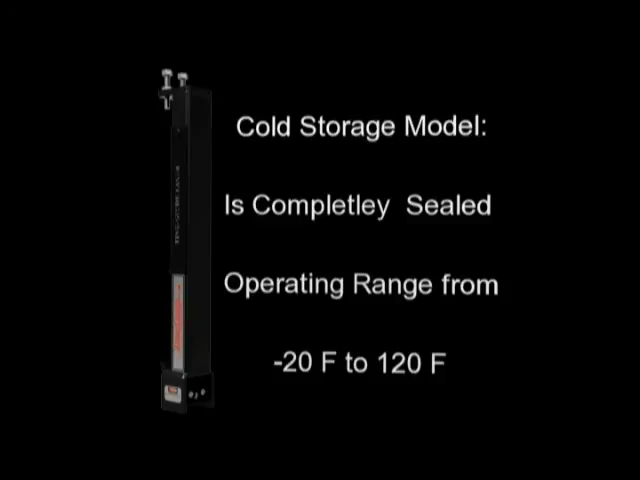 Cold Storage Model:
Is Completley Sealed
Operating Range from
-20 F to 120 F